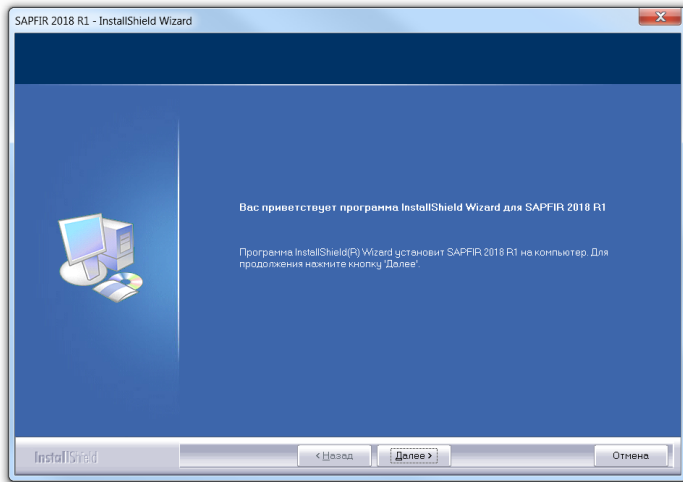 SAPFIR 2018 R1 - InstallShield Wizard
Вас приветствует программа InstallShield Wizard для SAPFIR 2018 R1
Программа InstallShield(R) Wizard установит SAPFIR 2018 R1 на компьютер. Для
продолжения нажмите кнопку 'Далее'.
InstallShield
< Назад
Далее >
Отмена